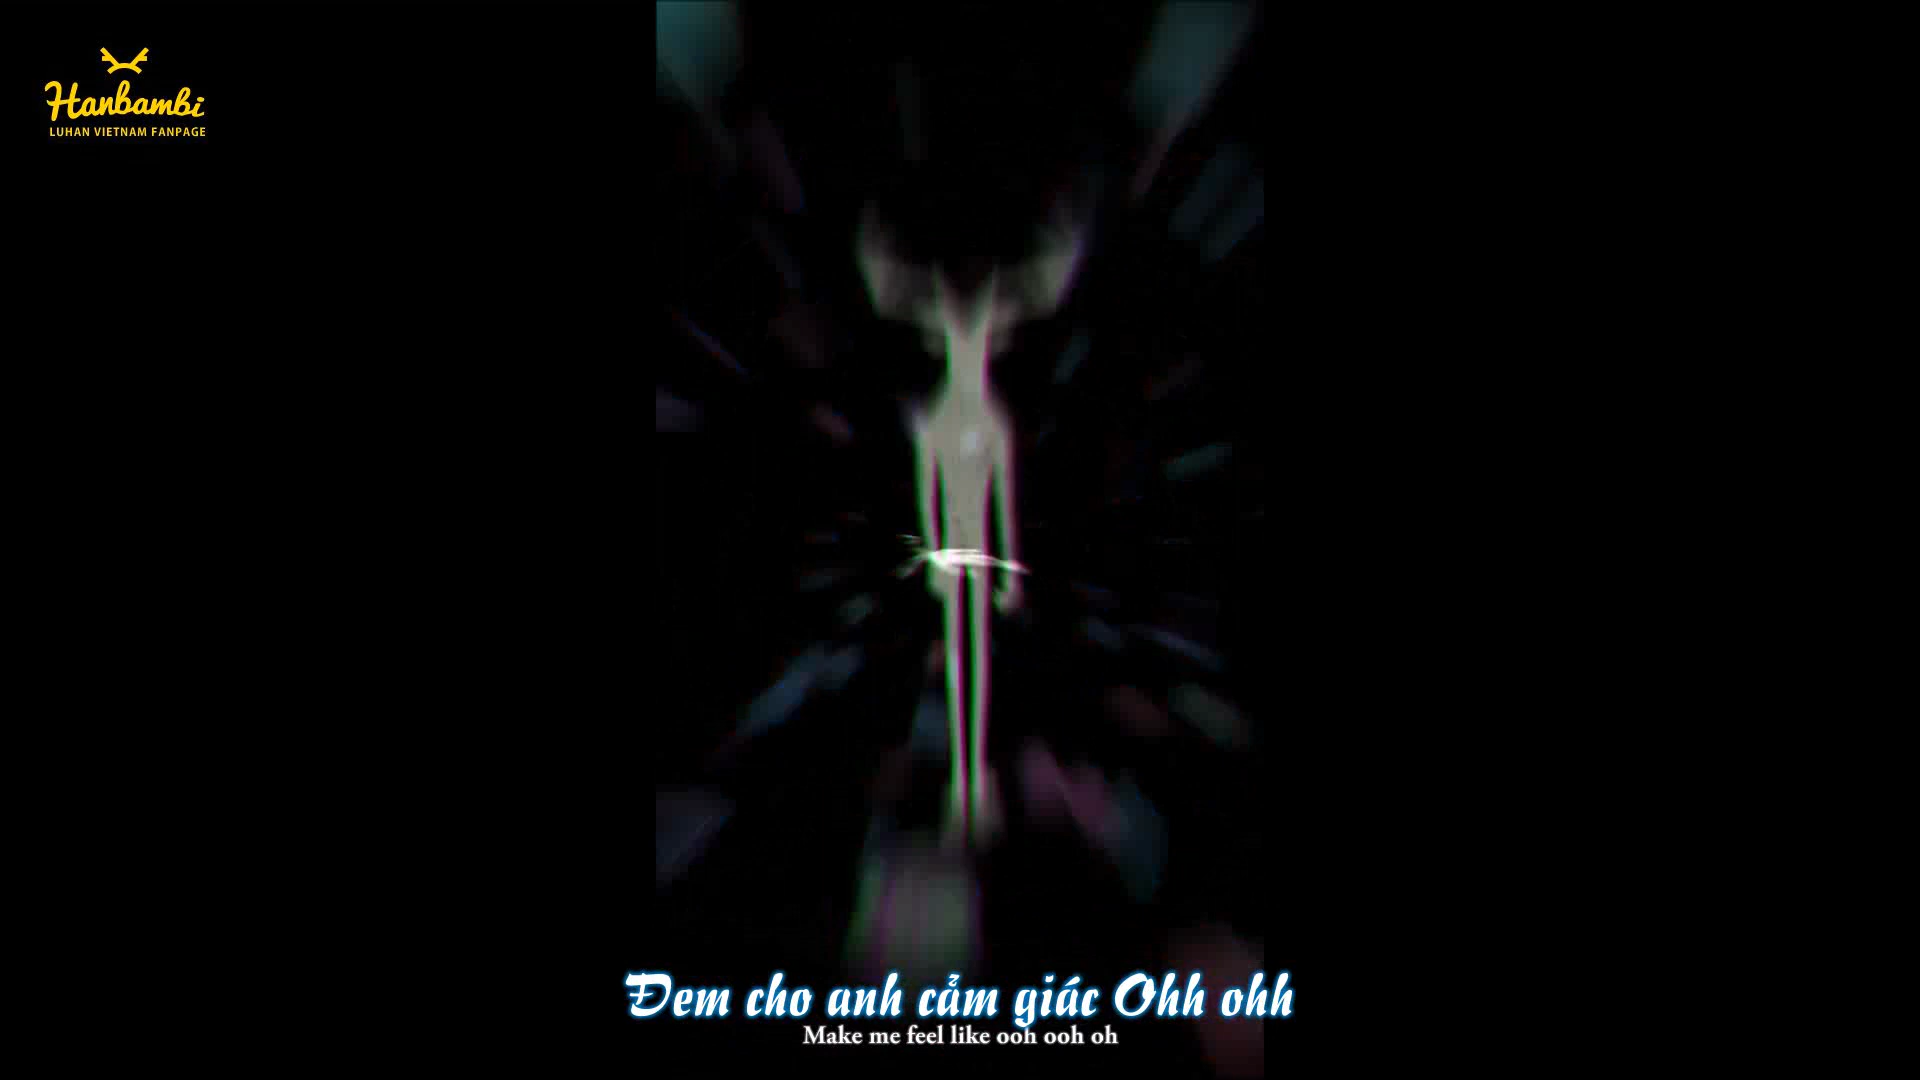 Hanbambi
LUHAN VIETNAM FANPAGE
Đem cho anh cảm giác Ohh ohh
Make me feel like ooh ooh oh